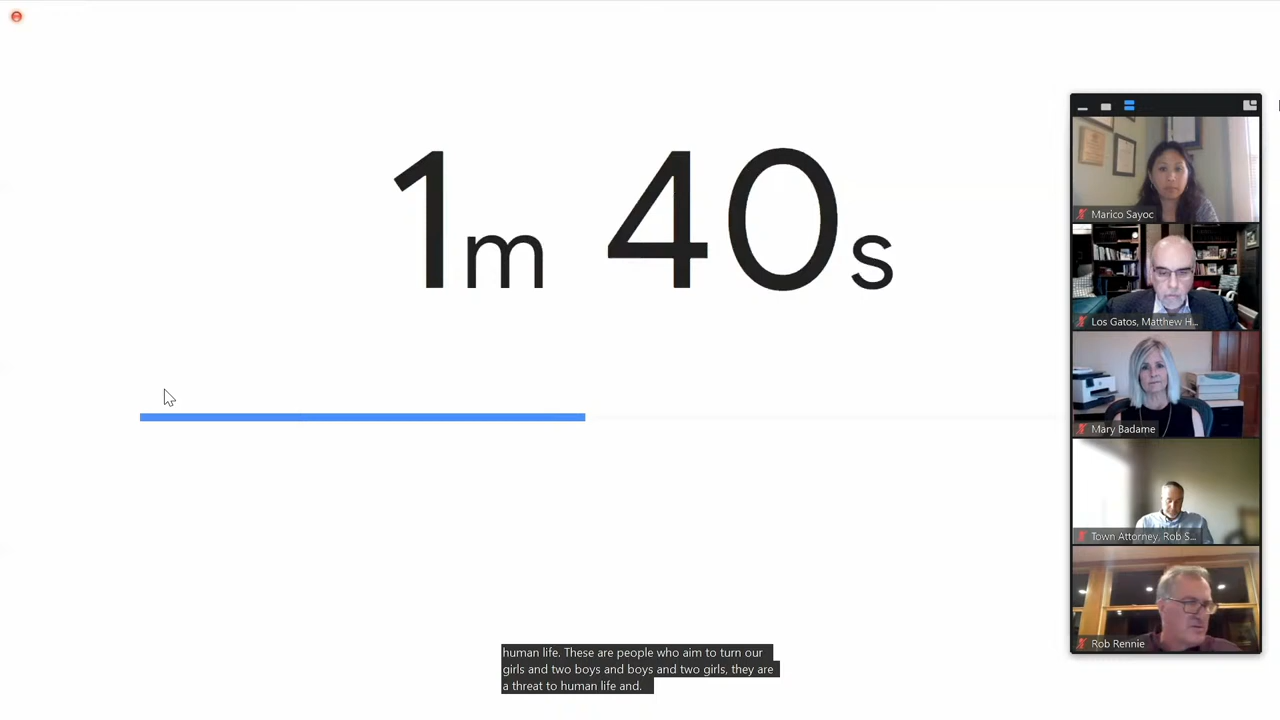 1m 40s
Marico Sayoc
Los Gatos, Matthew H...
Mary Badame
Town Attorney, Rob S...
Rob Rennie
human life. These are people who aim to turn our
girls and two boys and boys and two girls, they are
a threat to human life and.